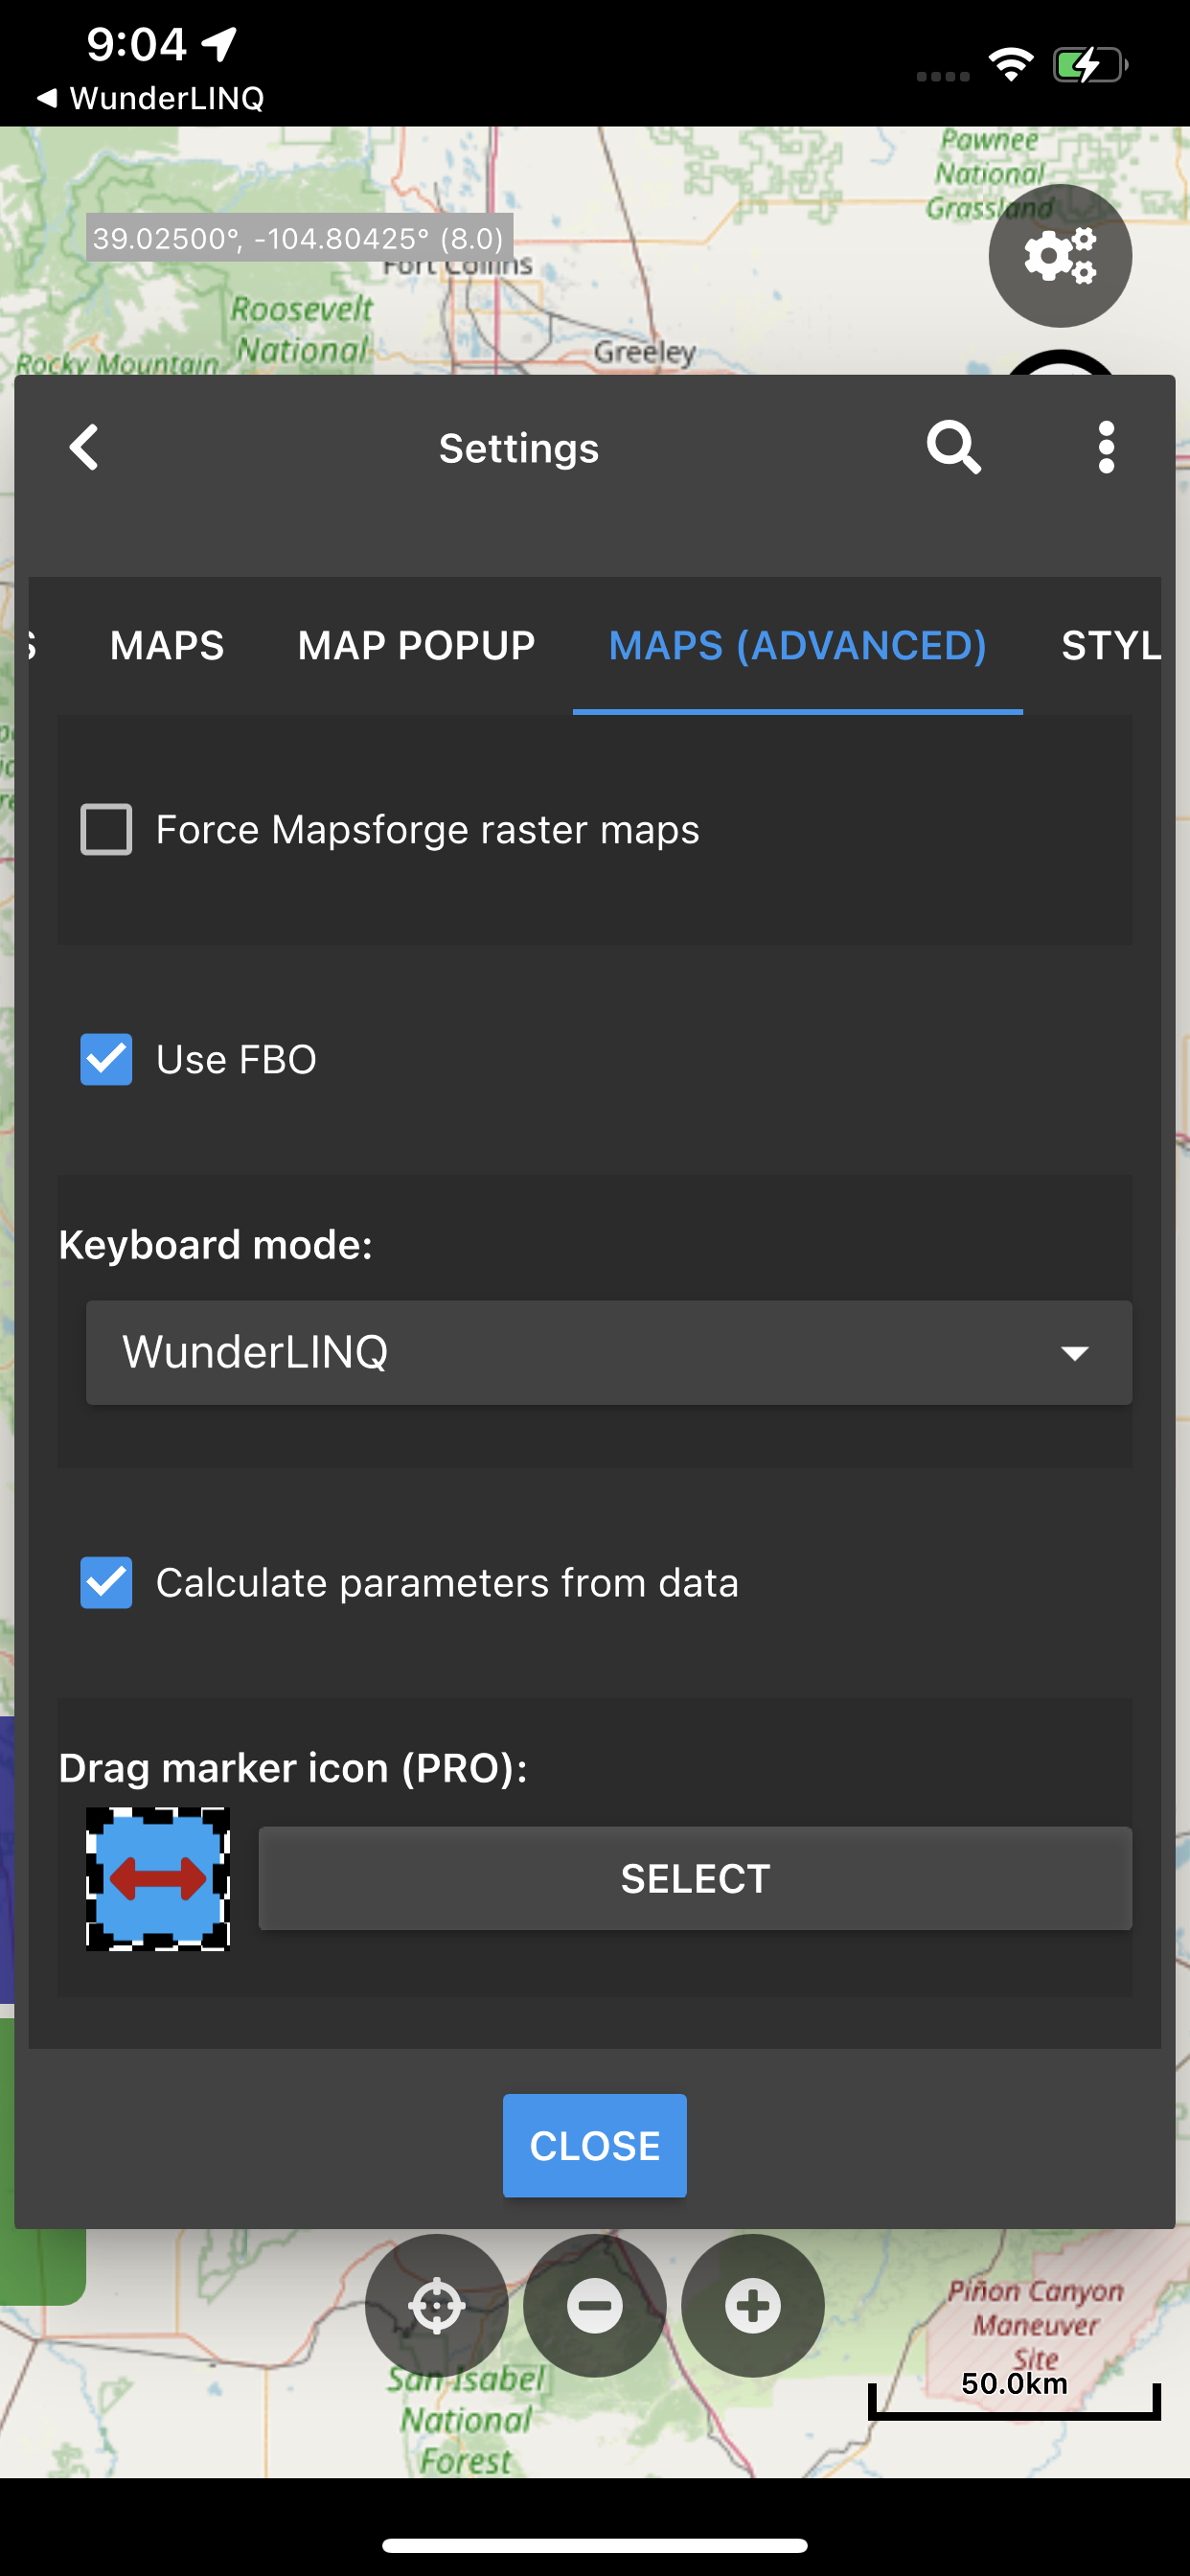 9:04
WunderLINQ
Pawnee
National
Grassland
39.02500°, -104.80425° (8.0)
Fort Collins
Roosevelt
National
Rocky Mountain
Greeley
Settings
MAPS
MAP POPUP
MAPS (ADVANCED)
STYL
Force Mapsforge raster maps
Use FBO
Keyboard mode:
WunderLINQ
Calculate parameters from data
Drag marker icon (PRO):
SELECT
CLOSE
Piñon Canyon
Maneuver
Site
50.0km
San Isabel
National
Forest